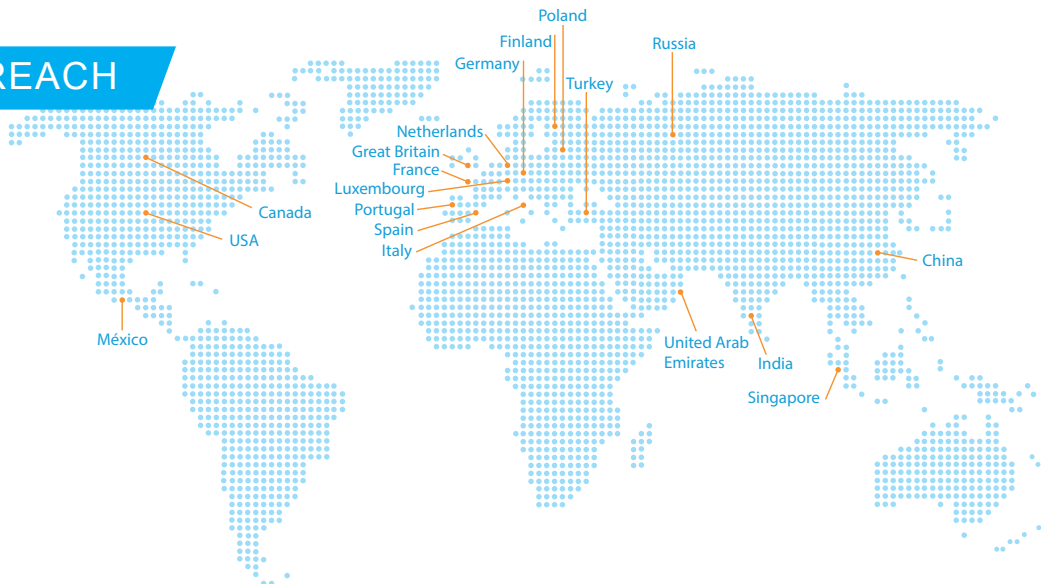 REACH
Poland
Finland
Russia
Germany
Turkey
Netherlands
Great Britain
France
Luxembourg
Portugal
Spain
Italy
Canada
USA
China
México
United Arab
Emirates
India
Singapore